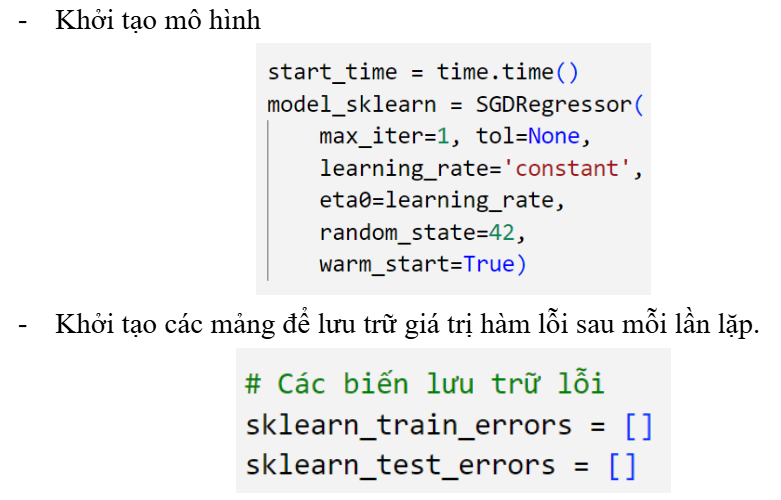 - Khởi tạo mô hình
start_time = time.time()
model_sklearn = SGDRegressor(
    max_iter=1, tol=None,
    learning_rate='constant',
    eta0=learning_rate,
    random_state=42,
    warm_start=True)
- Khởi tạo các mảng để lưu trữ giá trị hàm lỗi sau mỗi lần lặp.
# Các biến lưu trữ lỗi
sklearn_train_errors = []
sklearn_test_errors = []